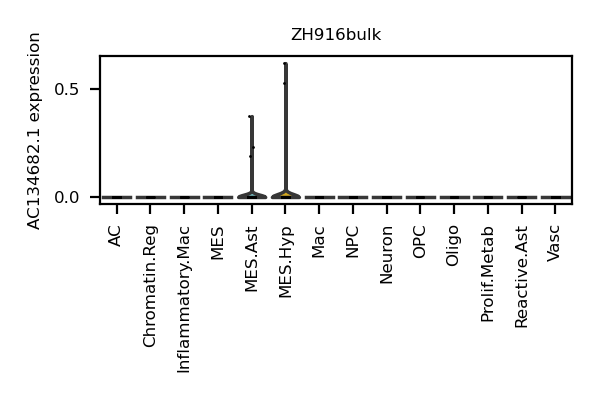 ZH916bulk
AC134682.1 expression
0.5
0.0
AC
Chromatin.Reg
Inflammatory.Mac
MES
MES.Ast
MES.Hyp
Mac
NPC
Neuron
OPC
Oligo
Prolif.Metab
Reactive.Ast
Vasc